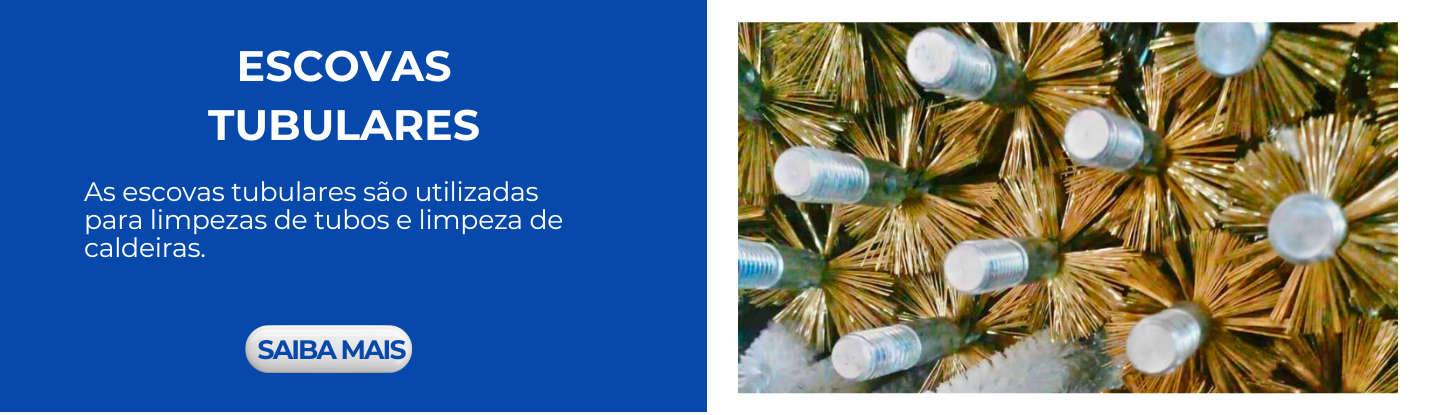 ESCOVAS
TUBULARES
As escovas tubulares são utilizadas
para limpezas de tubos e limpeza de
caldeiras.
SAIBA MAIS